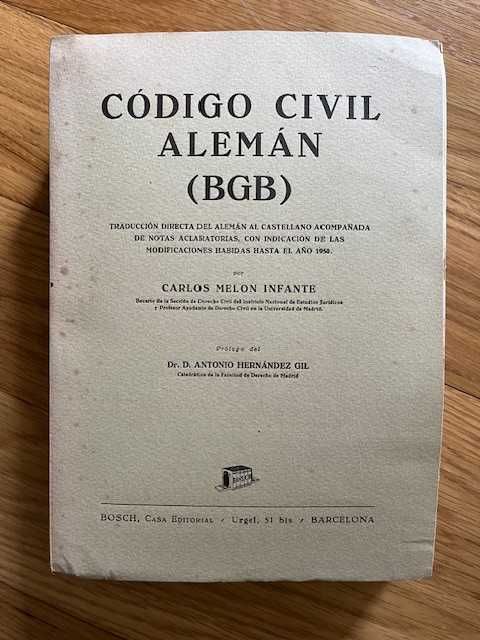 CÓDIGO CIVIL
ALEMÁN
(BGB)
TRADUCCIÓN DIRECTA DEL ALEMÁN AL CASTELLANO ACOMPAÑADA
DE NOTAS ACLARATORIAS, CON INDICACIÓN DE LAS
MODIFICACIONES HABIDAS HASTA EL AÑO 1950.
por
CARLOS MELON INFANTE
Becario de la Sección de Derecho Civil del Instituto Nacional de Estudios Jurídicos
y Profesor Ayudante de Derecho Civil en la Universidad de Madrid.
Prólogo del
Dr. D. ANTONIO HERNÁNDEZ GIL
Catedrático de la Facultad de Derecho de Madrid
BOSCH
BOSCH, CASA EDITORIAL / Urgel, 51 bis / BARCELONA